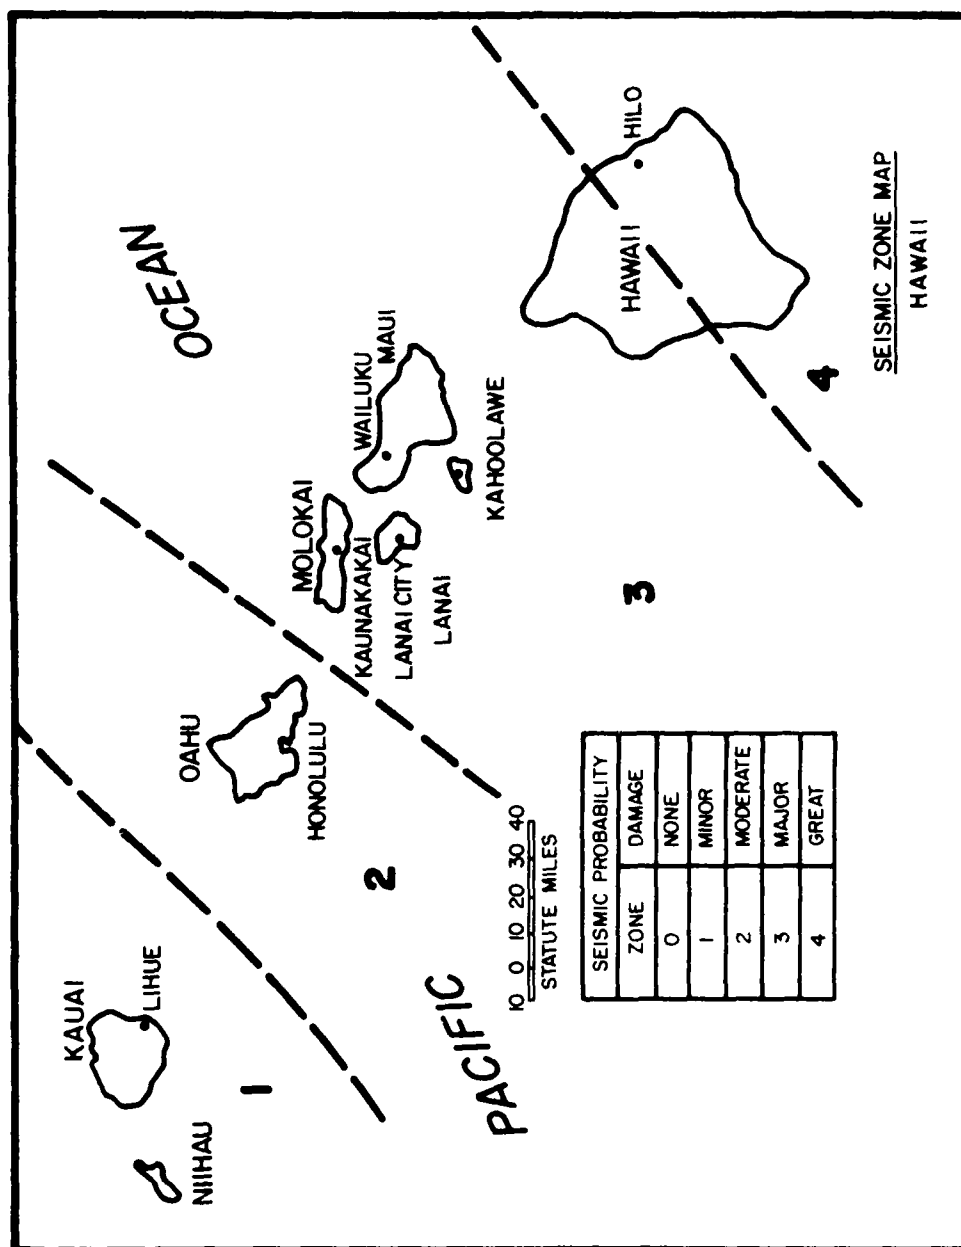 OCEAN
KAUAI
LIHUE
NIIHAU
1
OAHU
HONOLULU
2
MOLOKAI
KAUNAKAKAI
LANAI CITY
LANAI
WAILUKU
MAUI
KAHOOLAWE
3
HAWAII
HILO
4
PACIFIC
10 0 10 20 30 40
STATUTE MILES
SEISMIC PROBABILITY
ZONE DAMAGE
0 NONE
1 MINOR
2 MODERATE
3 MAJOR
4 GREAT
SEISMIC ZONE MAP
HAWAII